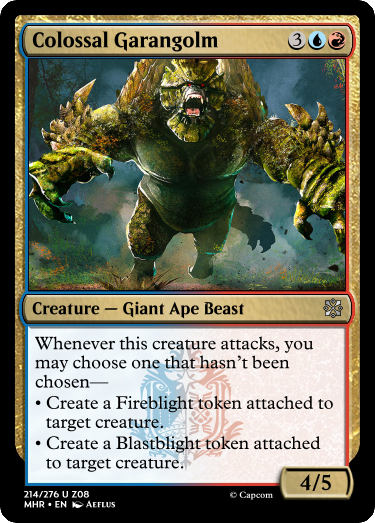 Colossal Garangolm 3
Creature — Giant Ape Beast
Whenever this creature attacks, you
may choose one that hasn't been
chosen—
• Create a Fireblight token attached to
target creature.
• Create a Blastblight token attached
to target creature.
4/5
214/276 U Z08
MHR • EN Aeflus
© Capcom